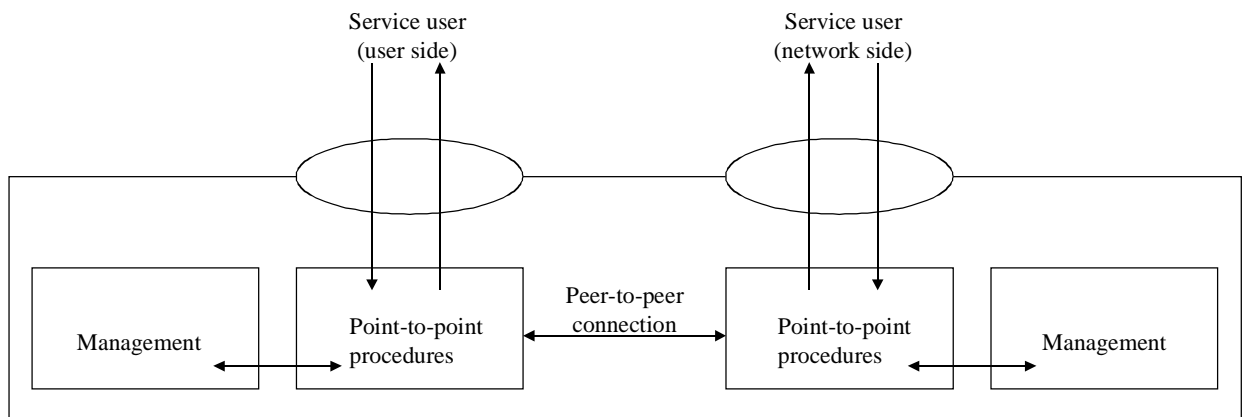 Service user
(user side)
Service user
(network side)
Management
Point-to-point
procedures
Peer-to-peer
connection
Point-to-point
procedures
Management